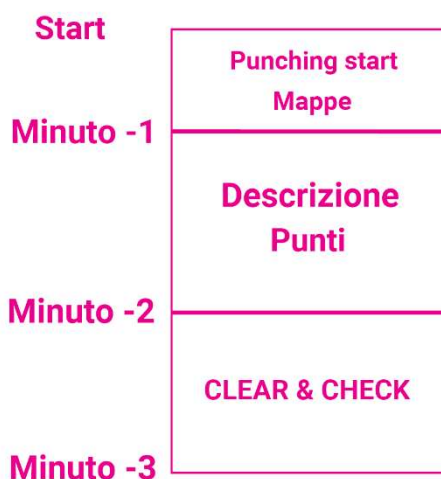 Start
Punching start
Mappe
Minuto -1
Descrizione
Punti
Minuto -2
CLEAR & CHECK
Minuto -3